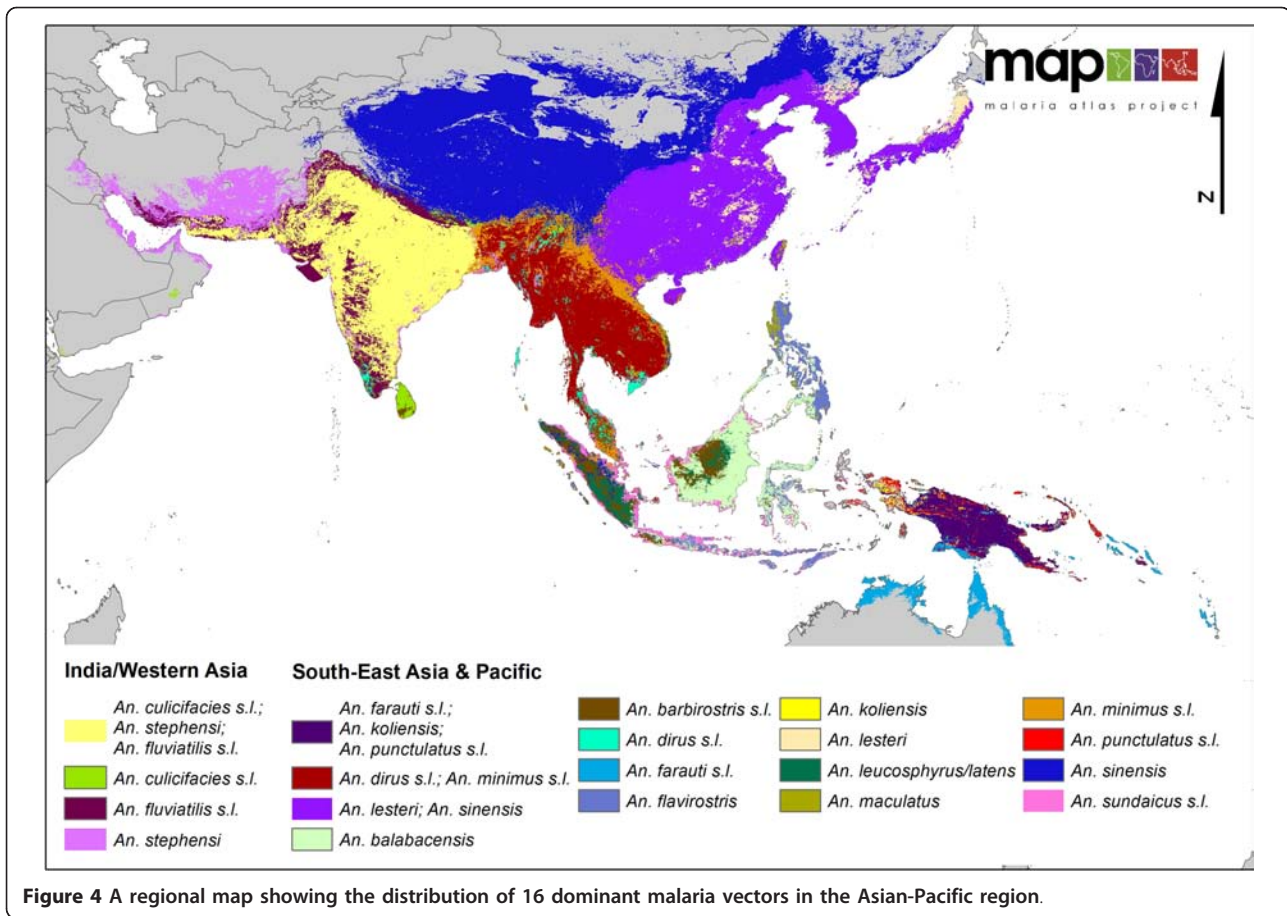 map
malaria atlas project
N
India/Western Asia
An. culicifacies s.l.;
An. stephensi;
An. fluviatilis s.l.
An. culicifacies s.l.
An. fluviatilis s.l.
An. stephensi
South-East Asia & Pacific
An. farauti s.l.;
An. koliensis;
An. punctulatus s.l.
An. dirus s.l.; An. minimus s.l.
An. lesteri; An. sinensis
An. balabacensis
An. barbirostris s.l.
An. dirus s.l.
An. farauti s.l.
An. flavirostris
An. koliensis
An. lesteri
An. leucosphyrus/latens
An. maculatus
An. minimus s.l.
An. punctulatus s.l.
An. sinensis
An. sundaicus s.l.
Figure 4 A regional map showing the distribution of 16 dominant malaria vectors in the Asian-Pacific region.